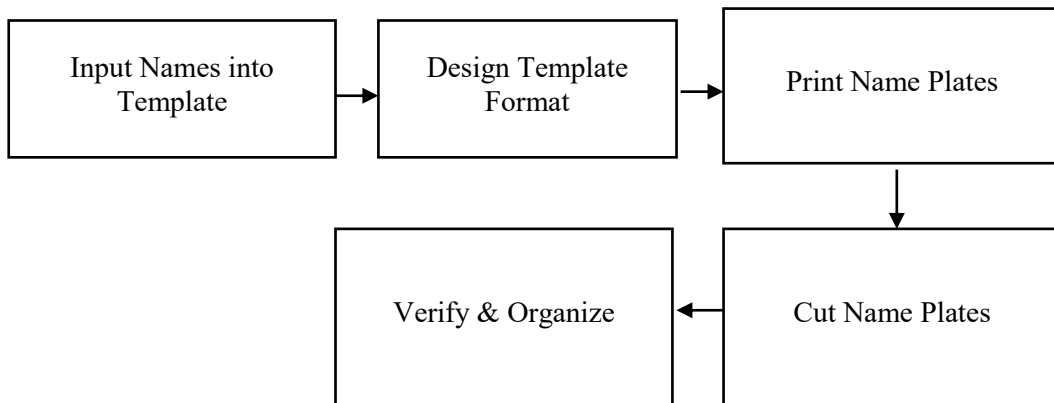 Input Names into
Template
Design Template
Format
Print Name Plates
Cut Name Plates
Verify & Organize